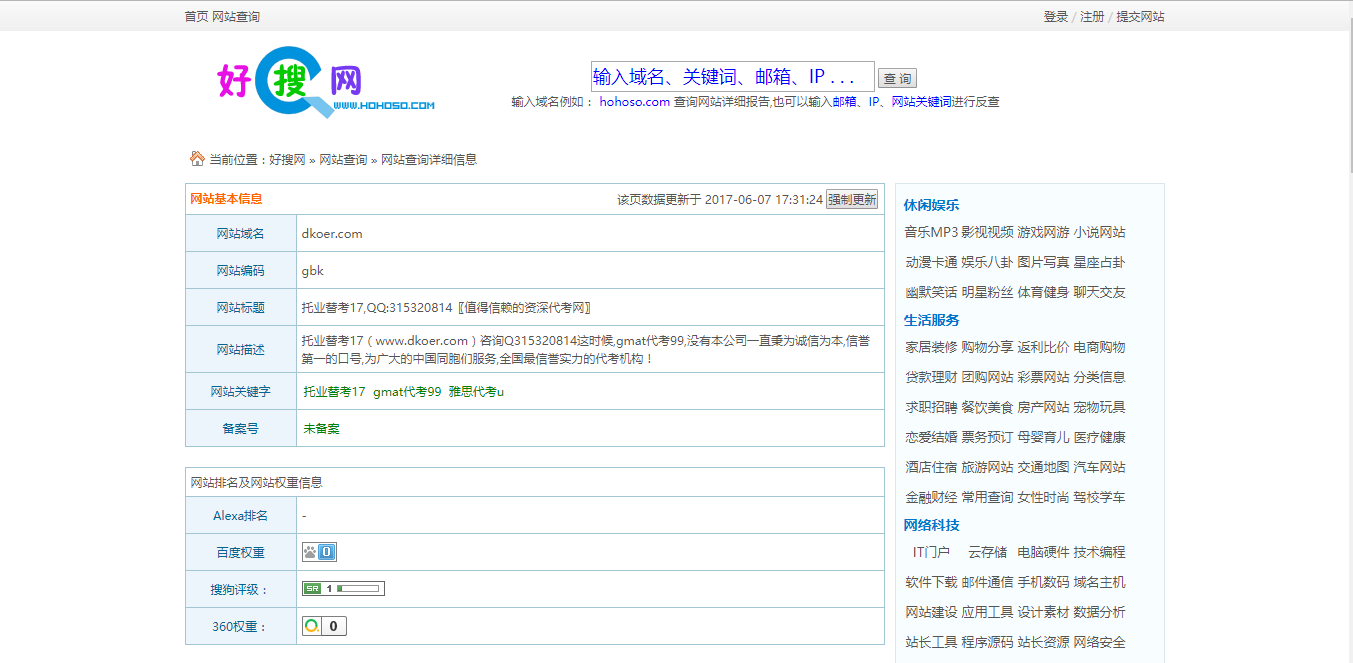 首页 网站查询
登录 / 注册 / 提交网站
好搜网
WWW.HOHOSO.COM
输入域名、关键词、邮箱、IP . . .
查 询
输入域名例如： hohoso.com 查询网站详细报告,也可以输入邮箱、IP、网站关键词进行反查
当前位置：好搜网 » 网站查询 » 网站查询详细信息
网站基本信息
该页数据更新于 2017-06-07 17:31:24 强制更新
网站域名 dkoer.com
网站编码 gbk
网站标题 托业替考17,QQ:315320814〖值得信赖的资深代考网〗
网站描述 托业替考17（www.dkoer.com）咨询Q315320814这时候,gmat代考99,没有本公司一直秉为诚信为本,信誉
第一的口号,为广大的中国同胞们服务,全国最信誉实力的代考机构！
网站关键字 托业替考17 gmat代考99 雅思代考u
备案号 未备案
网站排名及网站权重信息
Alexa排名 -
百度权重 0
搜狗评级： SR 1
360权重： 0
休闲娱乐
音乐MP3 影视视频 游戏网游 小说网站
动漫卡通 娱乐八卦 图片写真 星座占卦
幽默笑话 明星粉丝 体育健身 聊天交友
生活服务
家居装修 购物分享 返利比价 电商购物
贷款理财 团购网站 彩票网站 分类信息
求职招聘 餐饮美食 房产网站 宠物玩具
恋爱结婚 票务预订 母婴育儿 医疗健康
酒店住宿 旅游网站 交通地图 汽车网站
金融财经 常用查询 女性时尚 驾校学车
网络科技
IT门户 云存储 电脑硬件 技术编程
软件下载 邮件通信 手机数码 域名主机
网站建设 应用工具 设计素材 数据分析
站长工具 程序源码 站长资源 网络安全